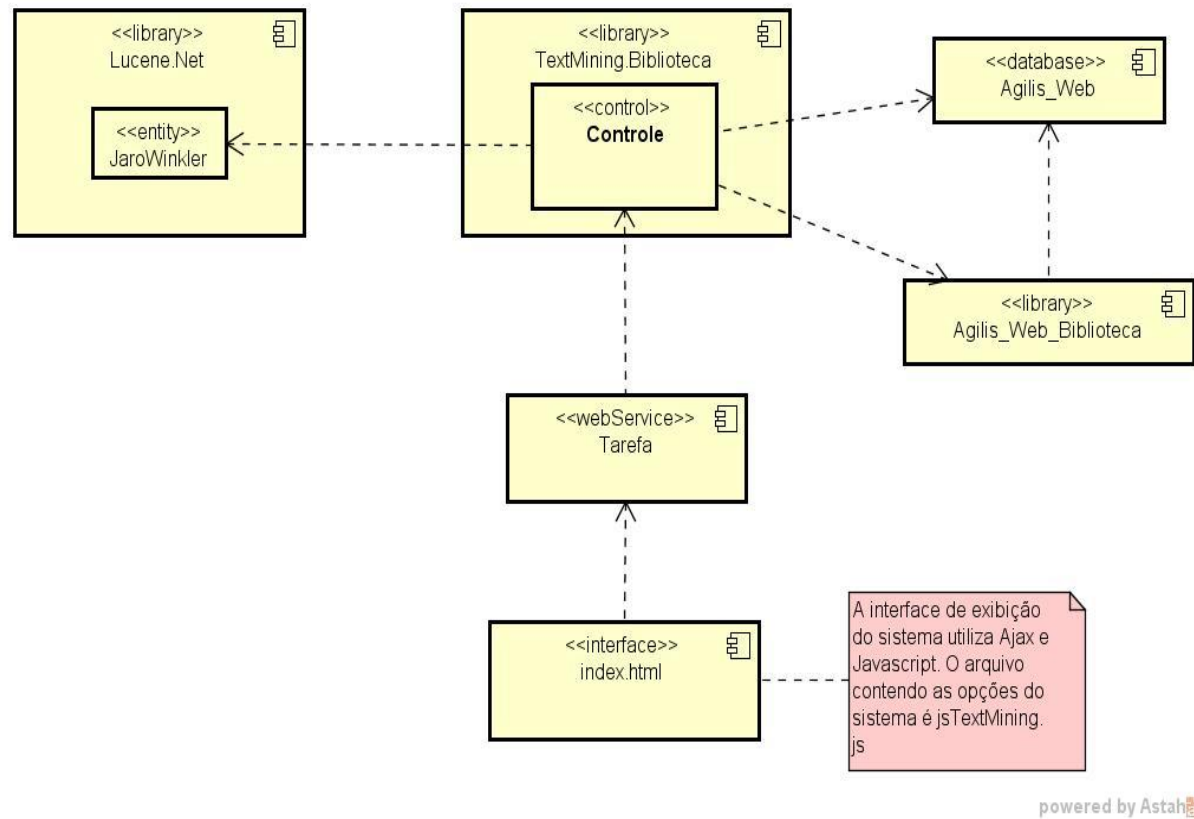 <<library>>
Lucene.Net
<<entity>>
JaroWinkler
<<library>>
TextMining.Biblioteca
<<control>>
Controle
<<database>>
Agilis_Web
<<library>>
Agilis_Web_Biblioteca
<<webService>>
Tarefa
<<interface>>
index.html
A interface de exibição
do sistema utiliza Ajax e
Javascript. O arquivo
contendo as opções do
sistema é jsTextMining.
js
powered by Astah